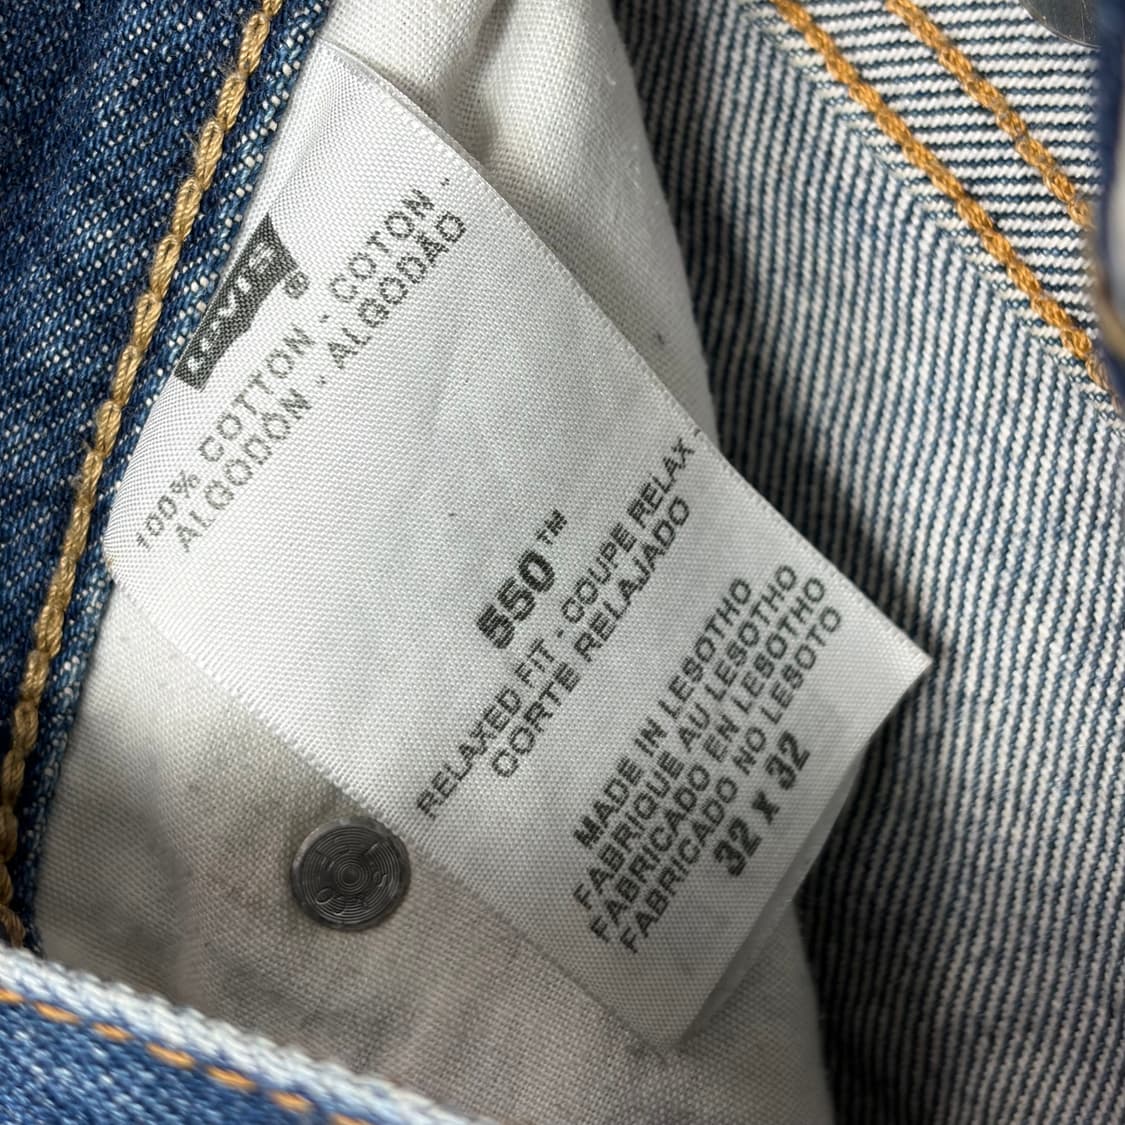 LEVI'S®
100% COTTON - COTON -
ALGODÓN - ALGODÃO
550™
RELAXED FIT - COUPE RELAX -
CORTE RELAJADO
MADE IN LESOTHO
FABRIQUE AU LESOTHO
FABRICADO EN LESOTHO
FABRICADO NO LESOTO
32 x 32